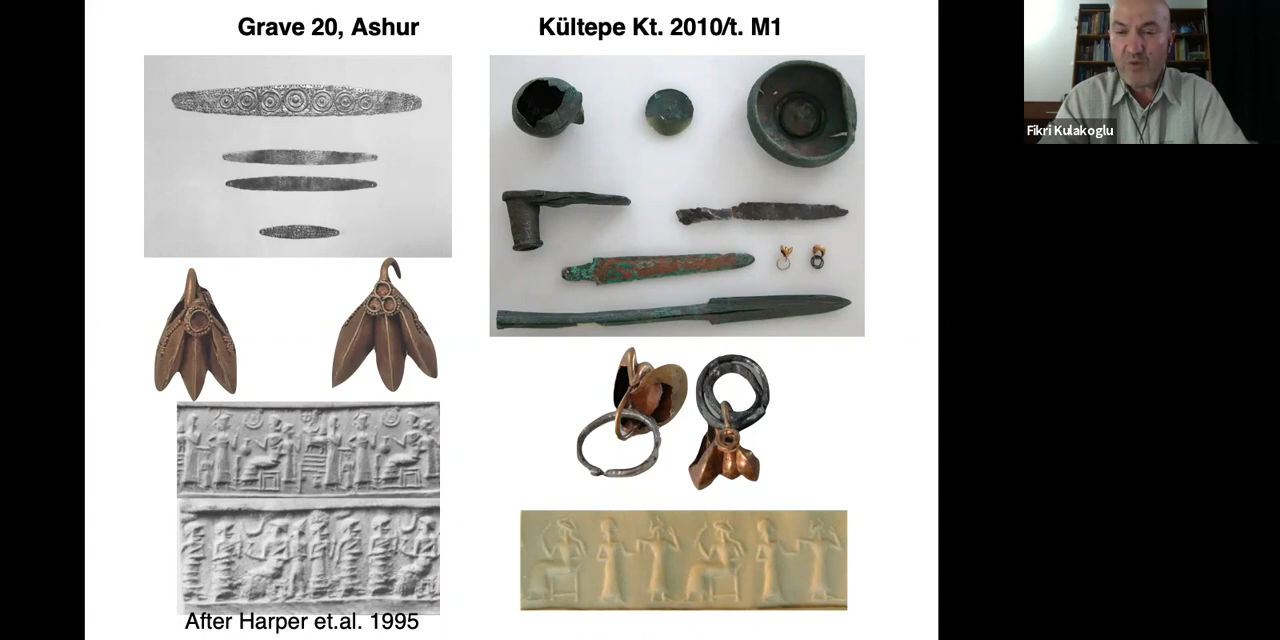 Grave 20, Ashur
Kültepe Kt. 2010/t. M1
Fikri Kulakoglu
After Harper et.al. 1995